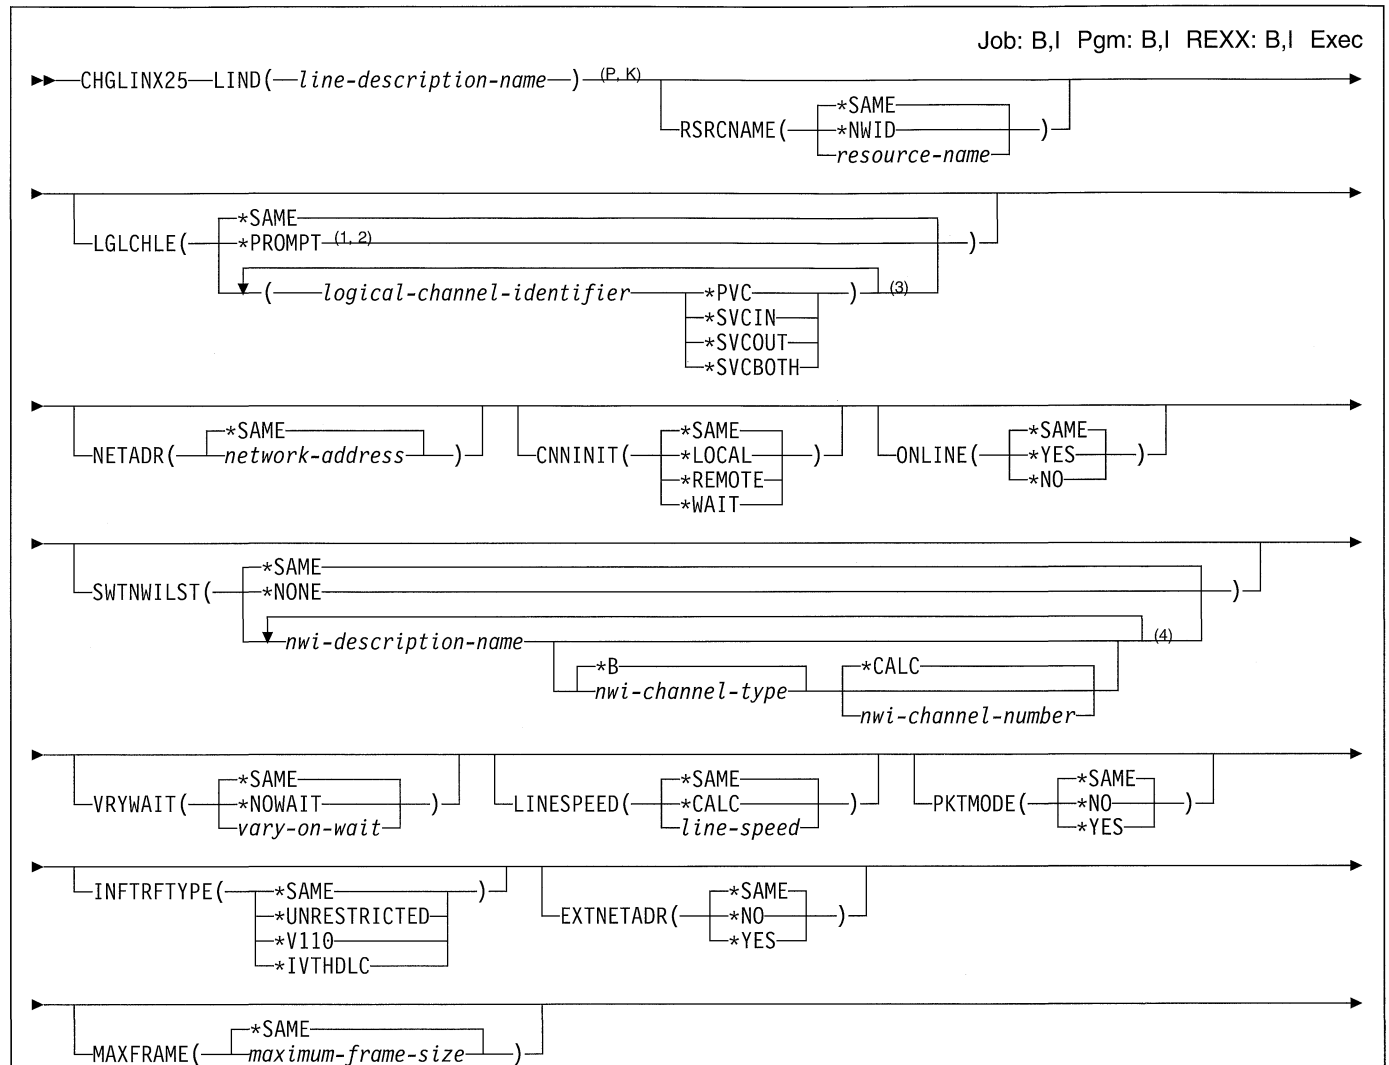 Job: B,I Pgm: B,I REXX: B,I Exec
CHGLINX25 LIND( line-description-name ) (P, K)
*SAME
RSRCNAME( *NWID )
resource-name
*SAME
LGLCHLE( *PROMPT (1, 2) )
( logical-channel-identifier *PVC ) (3)
*SVCIN
*SVCOUT
*SVCBOTH
*SAME *SAME *SAME
NETADR( network-address ) CNNINIT( *LOCAL ) ONLINE( *YES )
*REMOTE *NO
*WAIT
*SAME
SWTNWILST( *NONE )
nwi-description-name (4)
*B *CALC
nwi-channel-type
nwi-channel-number
*SAME *SAME *SAME
VRYWAIT( *NOWAIT ) LINESPEED( *CALC ) PKTMODE( *NO )
vary-on-wait line-speed *YES
INFTRFTYPE( *SAME ) *SAME
*UNRESTRICTED EXTNETADR( *NO )
*V110 *YES
*IVTHDLC
*SAME
MAXFRAME( maximum-frame-size )